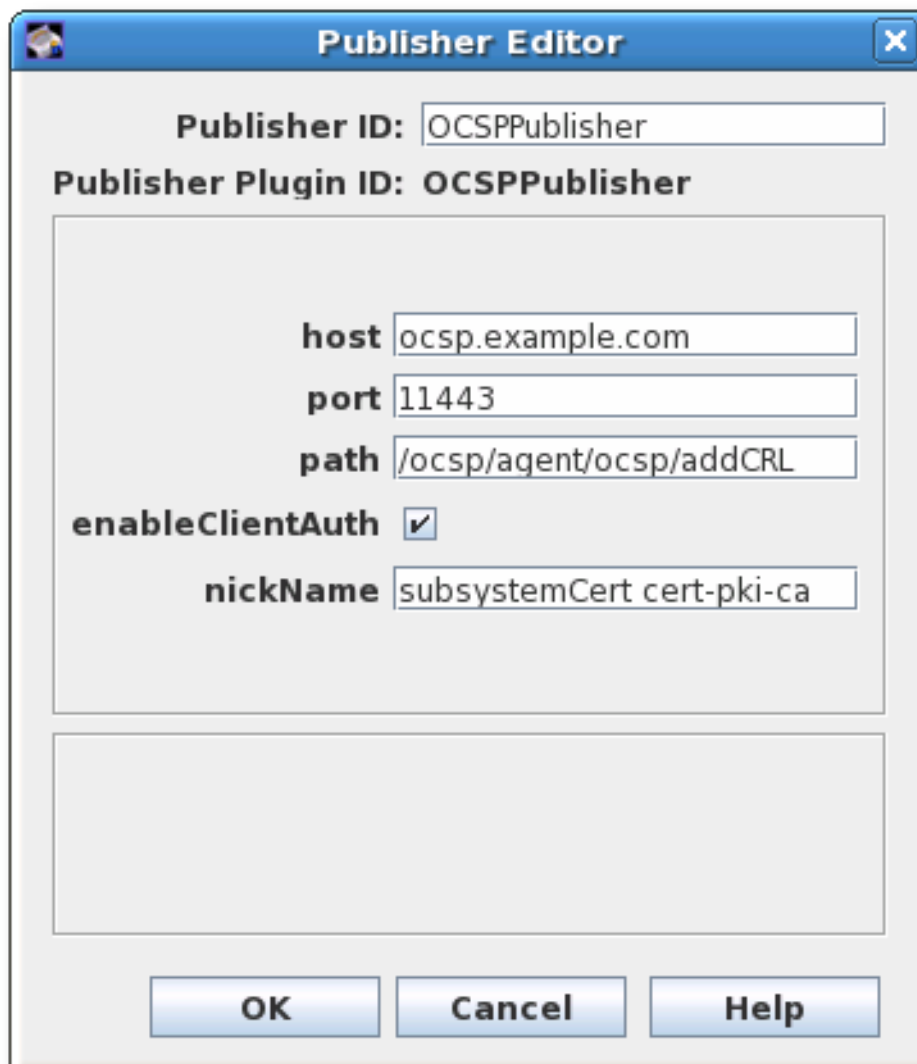 Publisher Editor
Publisher ID: OCSPPublisher
Publisher Plugin ID: OCSPPublisher
host ocsp.example.com
port 11443
path /ocsp/agent/ocsp/addCRL
enableClientAuth
nickName subsystemCert cert-pki-ca
OK Cancel Help